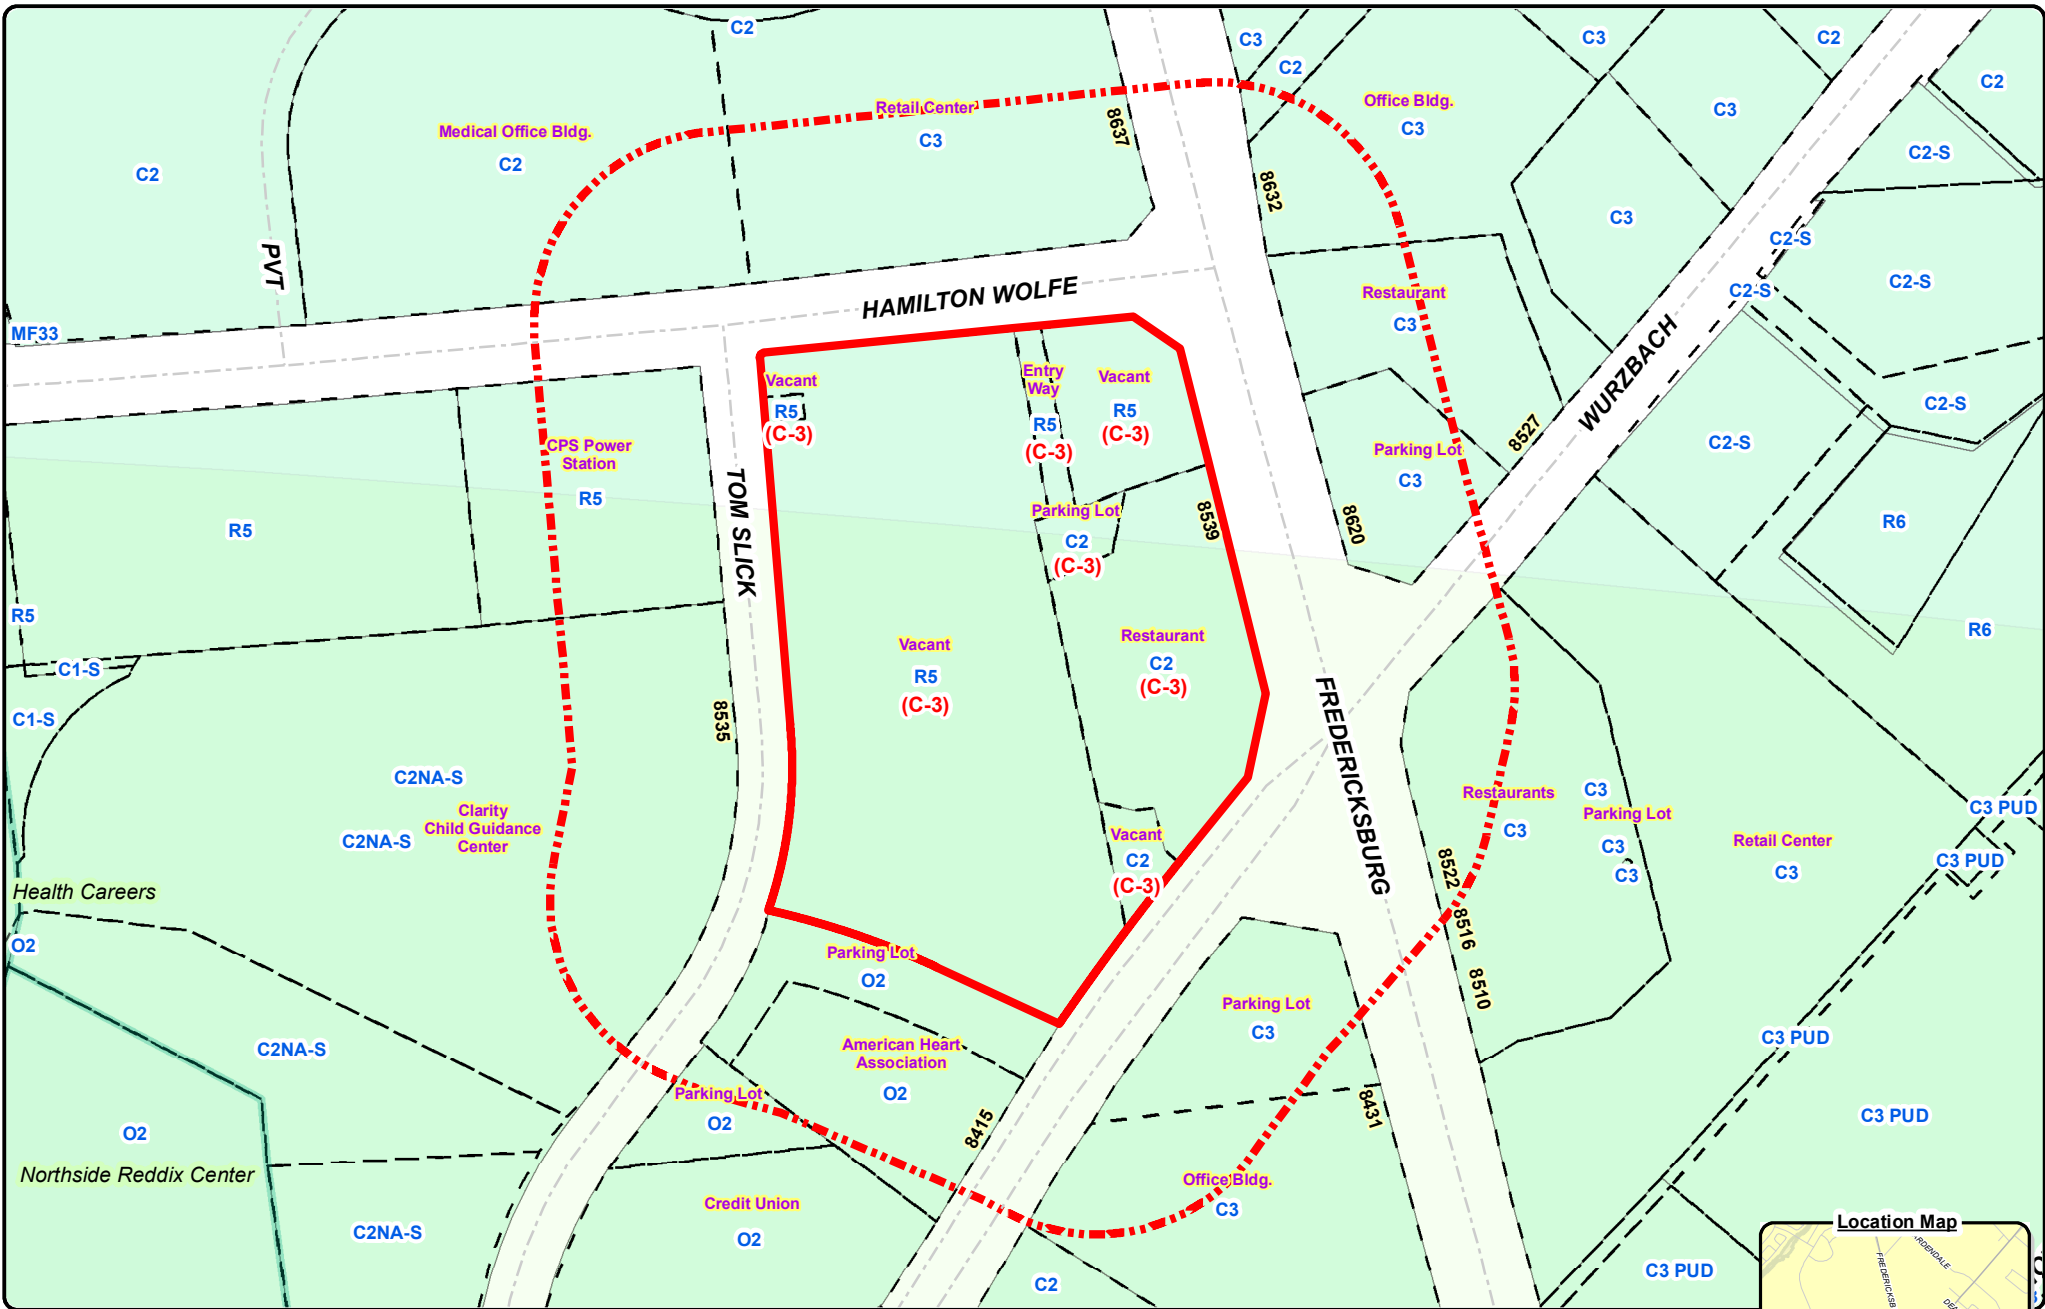 C2
C3
C2
C3
C2
C2
Retail Center
C3
8637
Office Bldg.
C3
C3
Medical Office Bldg.
C2
C2
C2-S
8632
C3
C2-S
PVT
HAMILTON WOLFE
Restaurant
C3
C2-S
C2-S
MF33
WURZBACH
Vacant
R5
(C-3)
Entry
Way
R5
(C-3)
Vacant
R5
(C-3)
C2-S
8527
C2-S
CPS Power
Station
R5
Parking Lot
C3
TOM SLICK
Parking Lot
C2
(C-3)
8539
8620
R5
R6
R5
R6
Vacant
R5
(C-3)
Restaurant
C2
(C-3)
C1-S
C1-S
8535
FREDERICKSBURG
C2NA-S
Clarity
Child Guidance
Center
C2NA-S
Restaurants
C3
C3
Parking Lot
C3
C3
C3 PUD
Retail Center
C3
C3 PUD
Vacant
C2
(C-3)
8522
Health Careers
O2
8516
Parking Lot
O2
8510
Parking Lot
C3
C2NA-S
American Heart
Association
O2
C3 PUD
Parking Lot
O2
8415
8431
C3 PUD
O2
Northside Reddix Center
Office Bldg.
C3
Credit Union
O2
C2NA-S
C2
C3 PUD
Location Map
FREDERICKSB